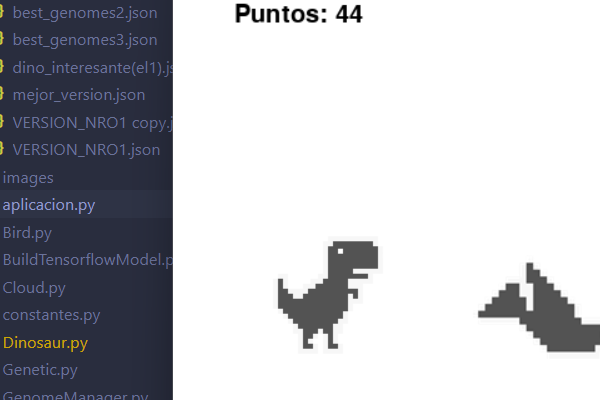 best_genomes2.json
best_genomes3.json
dino_interesante(el1).js
mejor_version.json
VERSION_NRO1 copy.j
VERSION_NRO1.json
images
aplicacion.py
Bird.py
BuildTensorflowModel.p
Cloud.py
constantes.py
Dinosaur.py
Genetic.py
GenomeManager.py
Puntos: 44